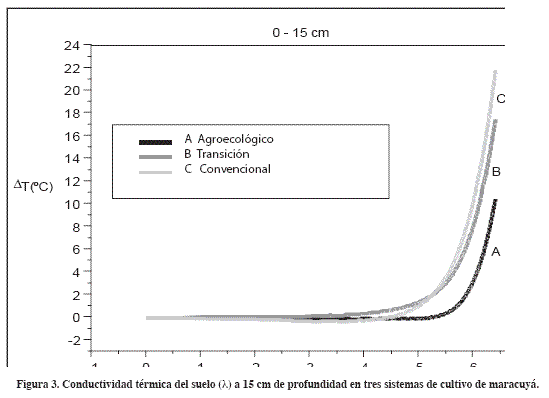 0 - 15 cm
24
22
20
18
16
14
12
10
8
6
4
2
0
-2
ΔT(ºC)
A Agroecológico
B Transición
C Convencional
C
B
A
-1 0 1 2 3 4 5 6
Figura 3. Conductividad térmica del suelo (λ) a 15 cm de profundidad en tres sistemas de cultivo de maracuyá.